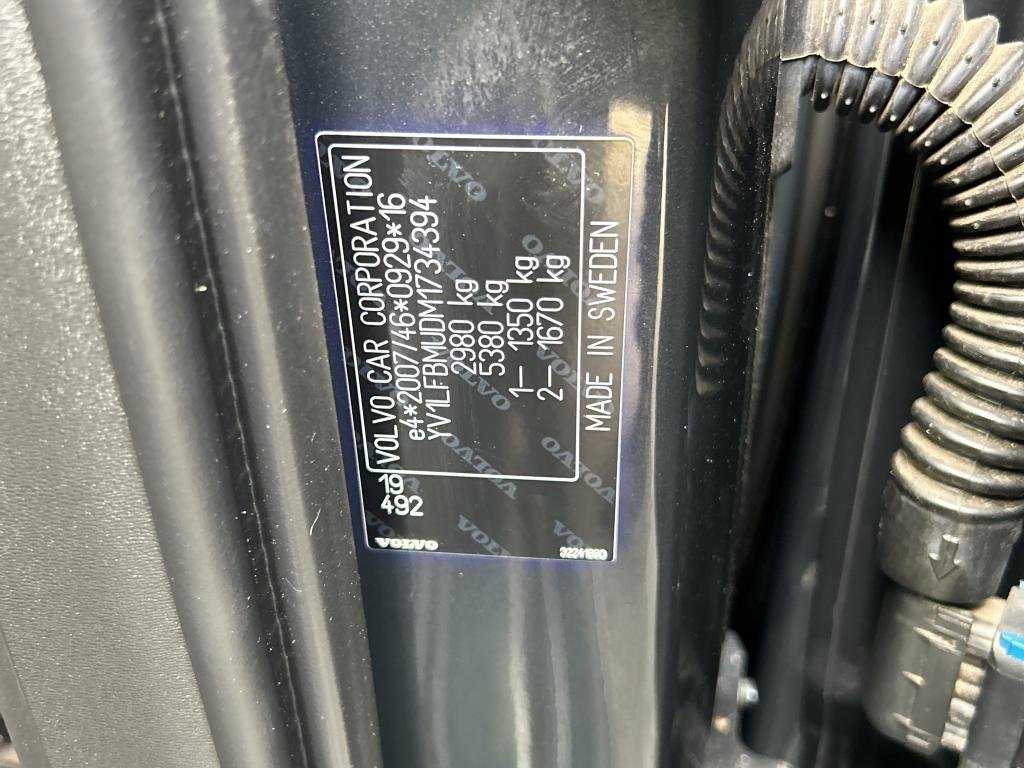 VOLVO CAR CORPORATION
e4*2007/46*0929*16
YV1LFBMUDM1734394
2980 kg
5380 kg
1- 1350 kg
2- 1670 kg
MADE IN SWEDEN
19
492
VOLVO